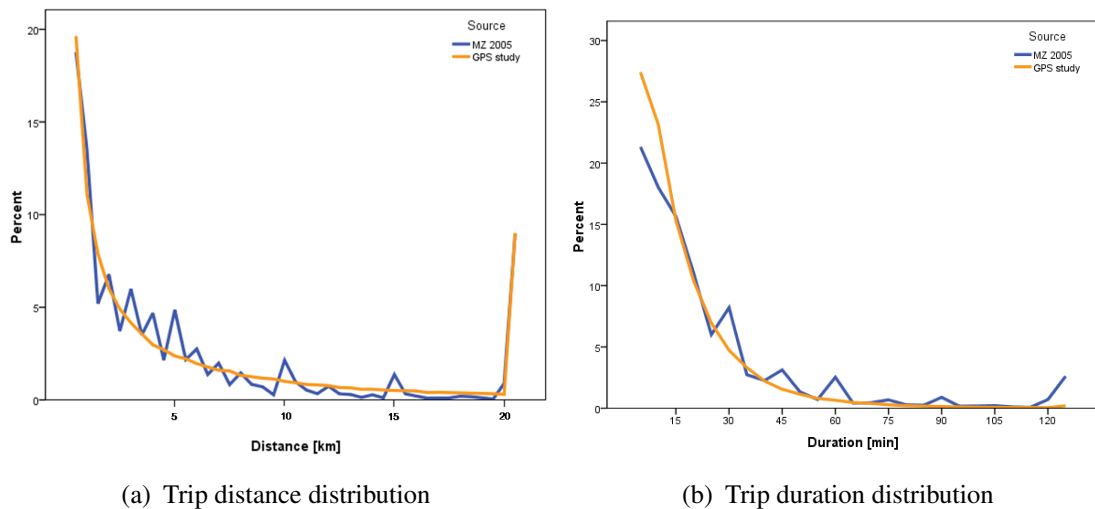 Source
MZ 2005
GPS study
20
15
10
5
0
Percent
5
10
15
20
Distance [km]
(a) Trip distance distribution
Source
MZ 2005
GPS study
30
25
20
15
10
5
0
Percent
15
30
45
60
75
90
105
120
Duration [min]
(b) Trip duration distribution